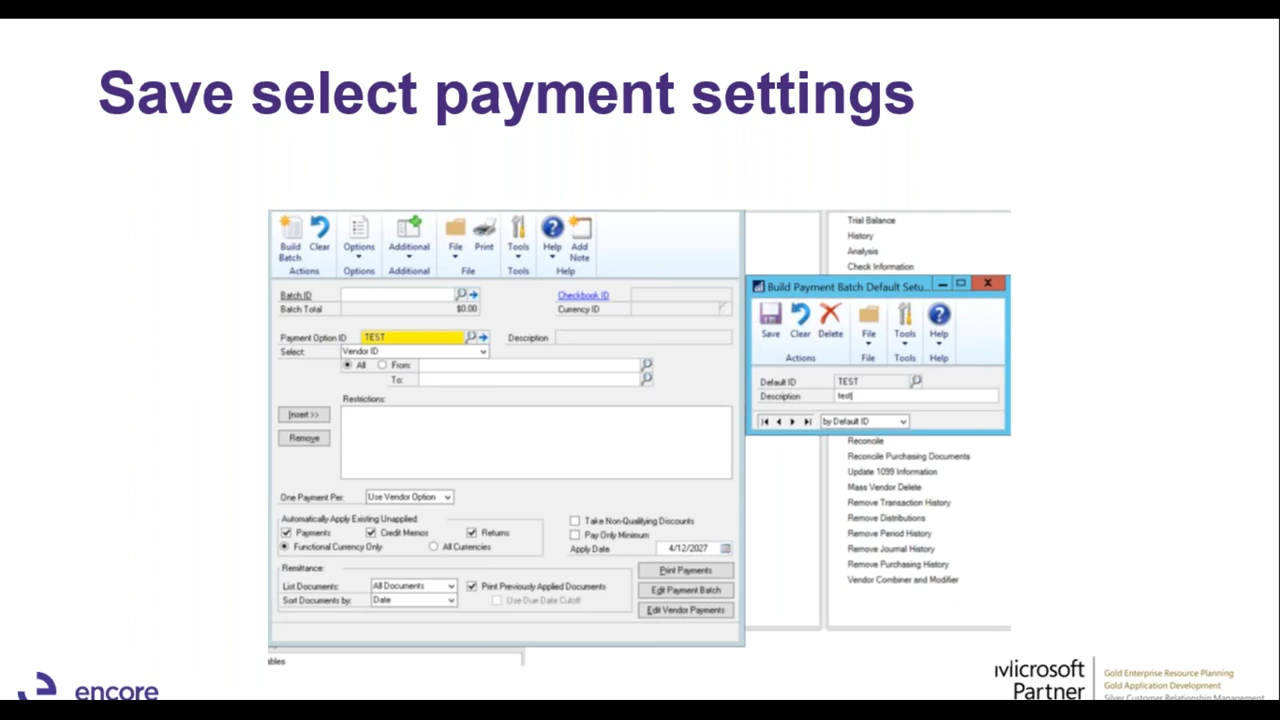 Save select payment settings
Build Batch
Clear
Options
Additional
File
Print
Tools
Help
Add Note
Actions
Options
Additional
File
Tools
Help
Batch ID
Batch Total
$0.00
Checkbook ID
Currency ID
Payment Option ID
TEST
Description
Select:
Vendor ID
All
From:
To:
Restrictions:
Insert >>
Remove
One Payment Per:
Use Vendor Option
Automatically Apply Existing Unapplied:
Payments
Credit Memos
Returns
Functional Currency Only
All Currencies
Take Non-Qualifying Discounts
Pay Only Minimum
Apply Date
4/12/2027
Remittance:
List Documents:
All Documents
Print Previously Applied Documents
Sort Documents by:
Date
Use Due Date Cutoff
Print Payments
Edit Payment Batch
Edit Vendor Payments
Trial Balance
History
Analysis
Check Information
Build Payment Batch Default Setu...
Save
Clear
Delete
File
Tools
Help
Actions
File
Tools
Help
Default ID
TEST
Description
test
by Default ID
Reconcile
Reconcile Purchasing Documents
Update 1099 Information
Mass Vendor Delete
Remove Transaction History
Remove Distributions
Remove Period History
Remove Journal History
Remove Purchasing History
Vendor Combiner and Modifier
ables
encore
Microsoft
Partner
Gold Enterprise Resource Planning
Gold Application Development
Silver Customer Relationship Management